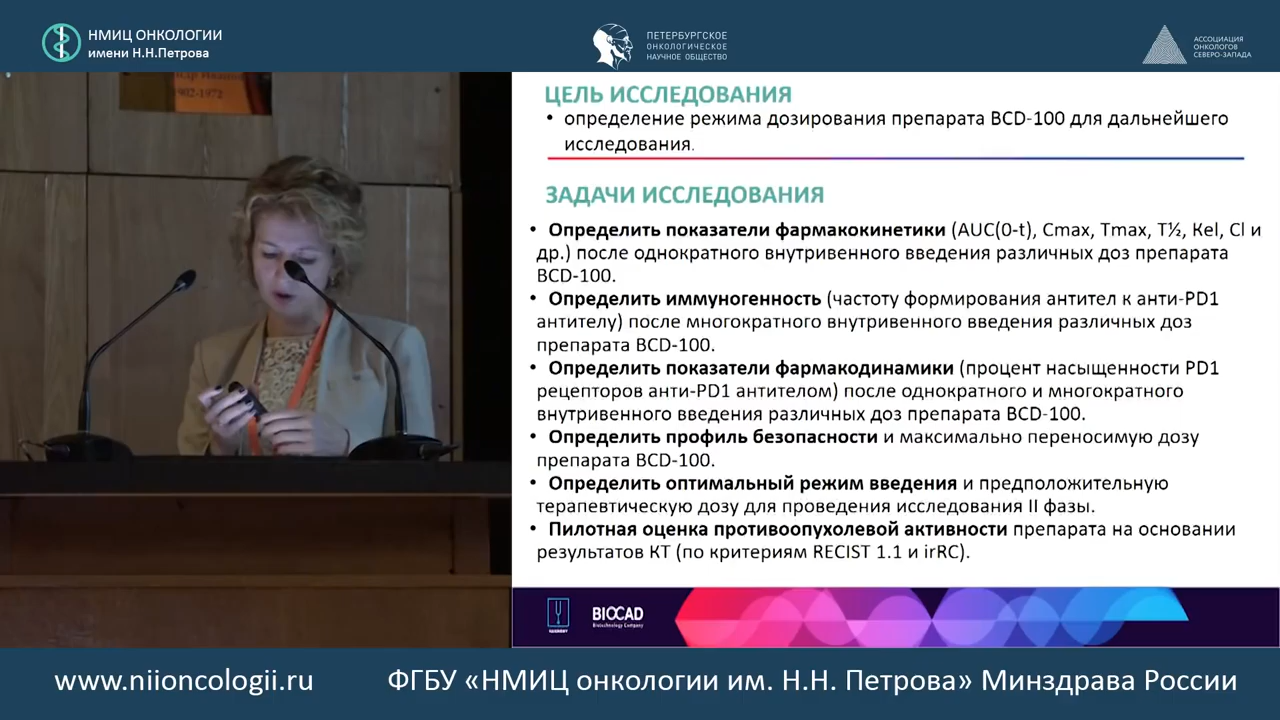 НМИЦ ОНКОЛОГИИ
имени Н.Н.Петрова
ПЕТЕРБУРГСКОЕ
ОНКОЛОГИЧЕСКОЕ
НАУЧНОЕ ОБЩЕСТВО
АССОЦИАЦИЯ
ОНКОЛОГОВ
СЕВЕРО-ЗАПАДА
902-1972
ЦЕЛЬ ИССЛЕДОВАНИЯ
• определение режима дозирования препарата BCD-100 для дальнейшего
исследования.
ЗАДАЧИ ИССЛЕДОВАНИЯ
• Определить показатели фармакокинетики (AUC(0-t), Cmax, Tmax, T½, Kel, Cl и
др.) после однократного внутривенного введения различных доз препарата
BCD-100.
• Определить иммуногенность (частоту формирования антител к анти-PD1
антителу) после многократного внутривенного введения различных доз
препарата BCD-100.
• Определить показатели фармакодинамики (процент насыщенности PD1
рецепторов анти-PD1 антителом) после однократного и многократного
внутривенного введения различных доз препарата BCD-100.
• Определить профиль безопасности и максимально переносимую дозу
препарата BCD-100.
• Определить оптимальный режим введения и предположительную
терапевтическую дозу для проведения исследования II фазы.
• Пилотная оценка противоопухолевой активности препарата на основании
результатов КТ (по критериям RECIST 1.1 и irRC).
BIOCAD
Biotechnology Company
www.niioncologii.ru
ФГБУ «НМИЦ онкологии им. Н.Н. Петрова» Минздрава России